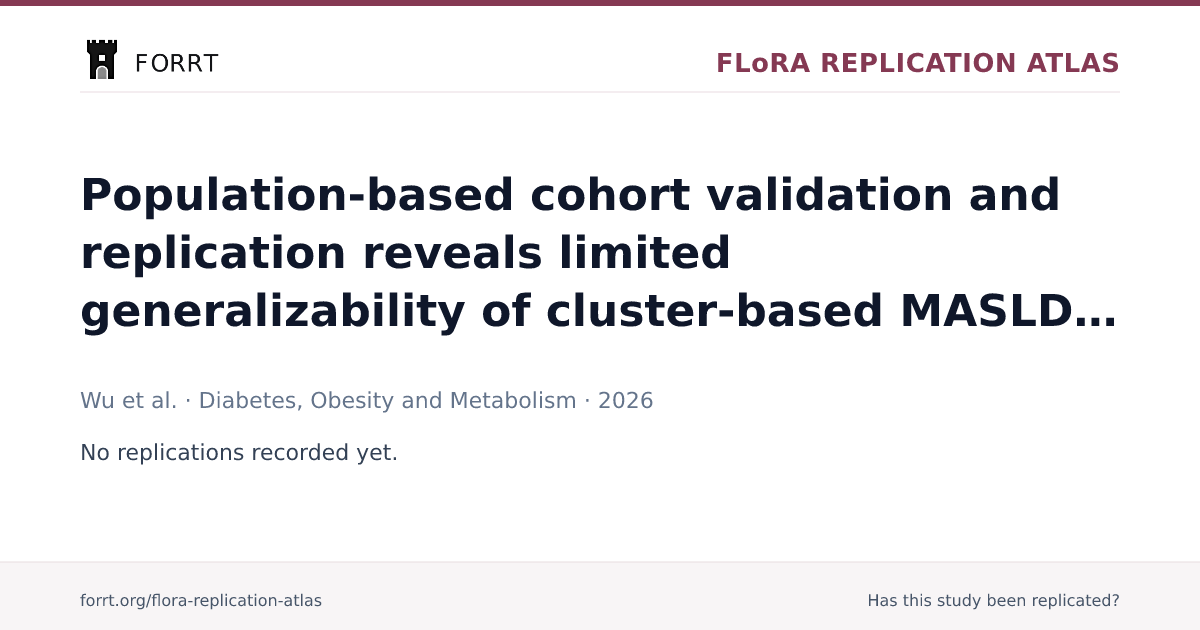 FORRT
FLoRA REPLICATION ATLAS
Population-based cohort validation and
replication reveals limited
generalizability of cluster-based MASLD…
Wu et al. · Diabetes, Obesity and Metabolism · 2026
No replications recorded yet.
forrt.org/flora-replication-atlas
Has this study been replicated?